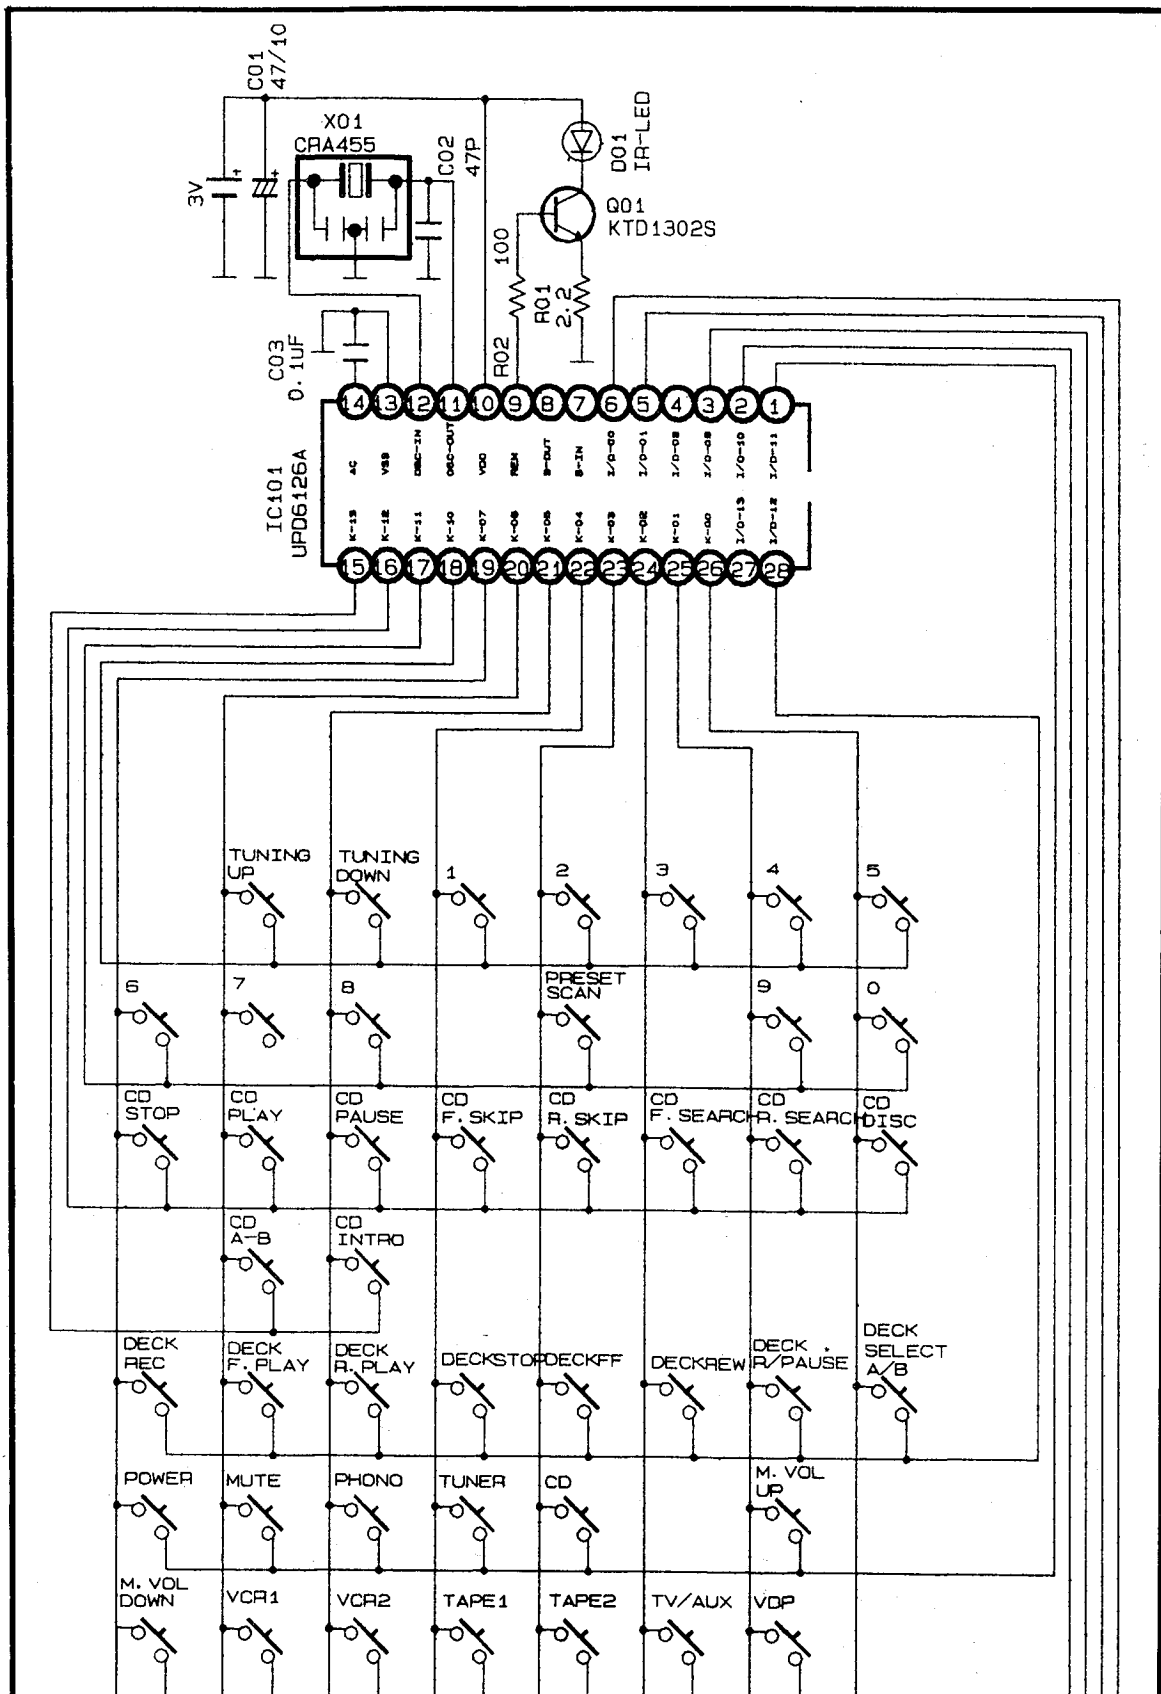 C01
47/10
X01
CRA455
C02
47P
D01
IR-LED
3V
+
+
Q01
KTD1302S
100
R01
2.2
R02
C03
0.1UF
14 13 12 11 10 9 8 7 6 5 4 3 2 1
IC101
UPD6126A
AC VSS OSC-IN OSC-OUT VDD REM S-OUT S-IN I/O-00 I/O-01 I/O-02 I/O-03 I/O-10 I/O-11
K-13 K-12 K-11 K-10 K-07 K-06 K-05 K-04 K-03 K-02 K-01 K-00 I/O-13 I/O-12
15 16 17 18 19 20 21 22 23 24 25 26 27 28
TUNING
UP
TUNING
DOWN
1
2
3
4
5
6
7
8
PRESET
SCAN
9
0
CD
STOP
CD
PLAY
CD
PAUSE
CD
F.SKIP
CD
R.SKIP
CD
F.SEARCH
CD
R.SEARCH
CD
DISC
CD
A-B
CD
INTRO
DECK
REC
DECK
F.PLAY
DECK
R.PLAY
DECKSTOP
DECKFF
DECKREW
DECK
R/PAUSE
DECK
SELECT
A/B
POWER
MUTE
PHONO
TUNER
CD
M.VOL
UP
M.VOL
DOWN
VCR1
VCR2
TAPE1
TAPE2
TV/AUX
VDP